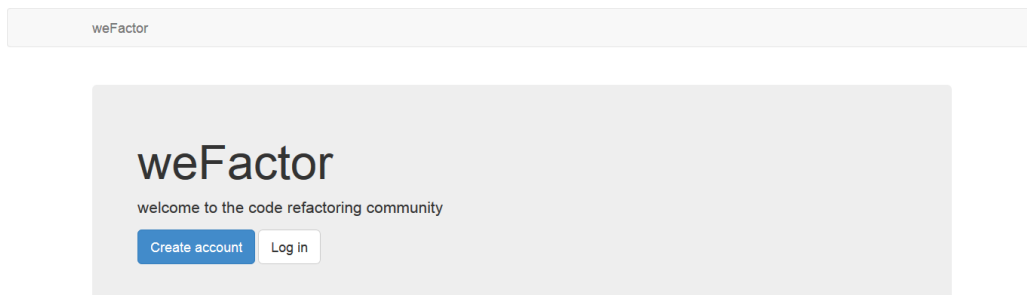 weFactor
weFactor
welcome to the code refactoring community
Create account Log in